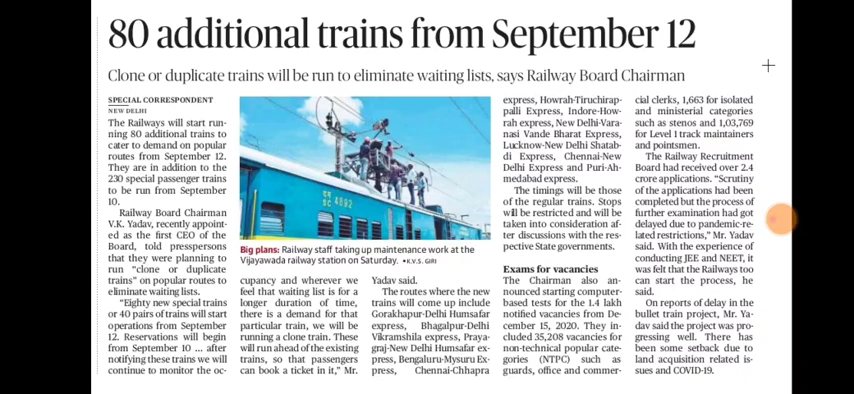 80 additional trains from September 12
Clone or duplicate trains will be run to eliminate waiting lists, says Railway Board Chairman
SPECIAL CORRESPONDENT
NEW DELHI
The Railways will start run-
ning 80 additional trains to
cater to demand on popular
routes from September 12.
They are in addition to the
230 special passenger trains
to be run from September
10.
Railway Board Chairman
V.K. Yadav, recently appoint-
ed as the first CEO of the
Board, told presspersons
that they were planning to
run "clone or duplicate
trains" on popular routes to
eliminate waiting lists.
"Eighty new special trains
or 40 pairs of trains will start
operations from September
12. Reservations will begin
from September 10 ... after
notifying these trains we will
continue to monitor the oc-
4892
Big plans: Railway staff taking up maintenance work at the
Vijayawada railway station on Saturday. •K.V.S. GIRI
cupancy and wherever we
feel that waiting list is for a
longer duration of time,
there is a demand for that
particular train, we will be
running a clone train. These
will run ahead of the existing
trains, so that passengers
can book a ticket in it," Mr.
Yadav said.
The routes where the new
trains will come up include
Gorakhapur-Delhi Humsafar
express, Bhagalpur-Delhi
Vikramshila express, Praya-
graj-New Delhi Humsafar ex-
press, Bengaluru-Mysuru Ex-
press, Chennai-Chhapra
express, Howrah-Tiruchirap-
palli Express, Indore-How-
rah express, New Delhi-Vara-
nasi Vande Bharat Express,
Lucknow-New Delhi Shatab-
di Express, Chennai-New
Delhi Express and Puri-Ah-
medabad express.
The timings will be those
of the regular trains. Stops
will be restricted and will be
taken into consideration af-
ter discussions with the res-
pective State governments.
Exams for vacancies
The Chairman also an-
nounced starting computer-
based tests for the 1.4 lakh
notified vacancies from De-
cember 15, 2020. They in-
cluded 35,208 vacancies for
non-technical popular cate-
gories (NTPC) such as
guards, office and commer-
cial clerks, 1,663 for isolated
and ministerial categories
such as stenos and 1,03,769
for Level 1 track maintainers
and pointsmen.
The Railway Recruitment
Board had received over 2.4
crore applications. "Scrutiny
of the applications had been
completed but the process of
further examination had got
delayed due to pandemic-re-
lated restrictions," Mr. Yadav
said. With the experience of
conducting JEE and NEET, it
was felt that the Railways too
can start the process, he
said.
On reports of delay in the
bullet train project, Mr. Ya-
dav said the project was pro-
gressing well. There has
been some setback due to
land acquisition related is-
sues and COVID-19.